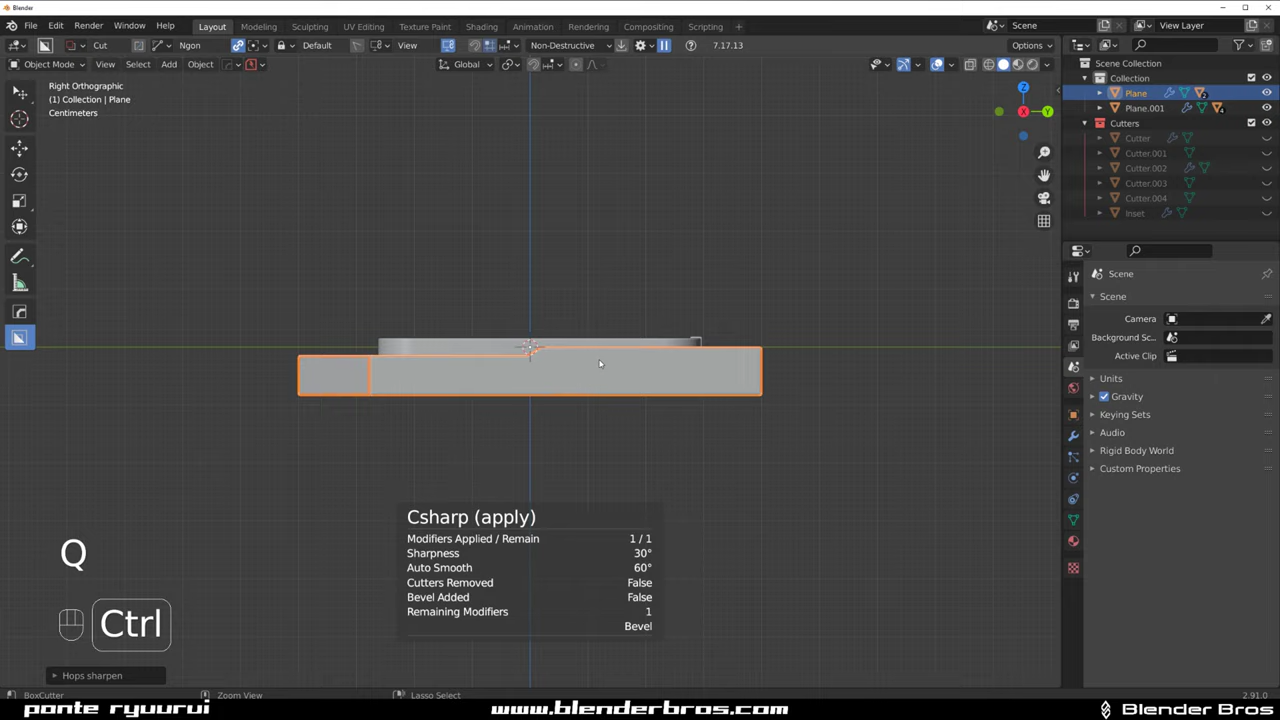 Blender
File Edit Render Window Help Layout Modeling Sculpting UV Editing Texture Paint Shading Animation Rendering Compositing Scripting + Scene View Layer
Cut Ngon Default View Non-Destructive 7.17.13 Options
Object Mode View Select Add Object Global
Right Orthographic
(1) Collection | Plane
Centimeters
Z
X
Y
Scene Collection
Collection
Plane
2
Plane.001
4
Cutters
Cutter
Cutter.001
Cutter.002
Cutter.003
Cutter.004
Inset
Scene
Scene
Camera
Background Sc...
Active Clip
Units
Gravity
Keying Sets
Audio
Rigid Body World
Custom Properties
Csharp (apply)
Modifiers Applied / Remain 1 / 1
Sharpness 30°
Auto Smooth 60°
Cutters Removed False
Bevel Added False
Remaining Modifiers 1
Bevel
Q
Ctrl
Hops sharpen
BoxCutter Zoom View Lasso Select 2.91.0
ponte ryuurui www.blenderbros.com Blender Bros